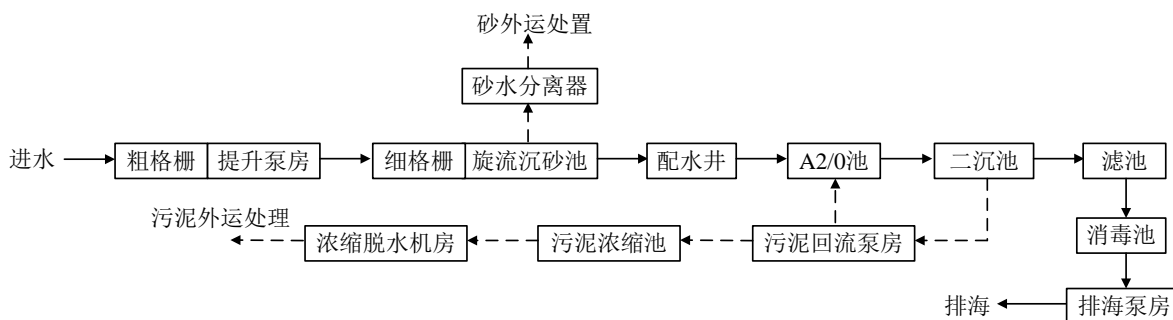 砂外运处置
砂水分离器
进水
粗格栅
提升泵房
细格栅
旋流沉砂池
配水井
A2/0池
二沉池
滤池
污泥外运处理
浓缩脱水机房
污泥浓缩池
污泥回流泵房
消毒池
排海
排海泵房